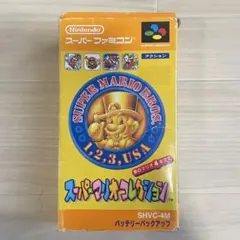 Nintendo
スーパーファミコン
アクション
SUPER MARIO BROS.
1,2,3,USA
スーパーマリオコレクション
SHVC-4M
バッテリーバックアップ